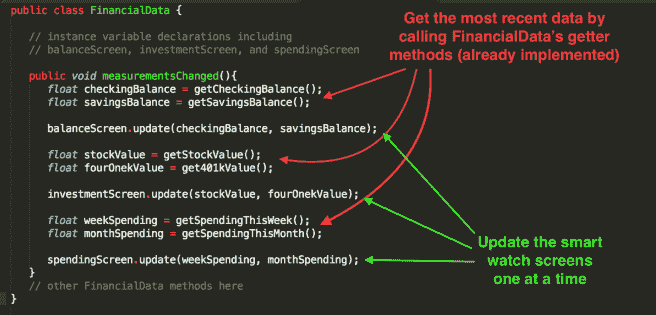 public class FinancialData {
// instance variable declarations including
// balanceScreen, investmentScreen, and spendingScreen
public void measurementsChanged(){
float checkingBalance = getCheckingBalance();
float savingsBalance = getSavingsBalance();
balanceScreen.update(checkingBalance, savingsBalance);
float stockValue = getStockValue();
float fourOnekValue = get401kValue();
investmentScreen.update(stockValue, fourOnekValue);
float weekSpending = getSpendingThisWeek();
float monthSpending = getSpendingThisMonth();
spendingScreen.update(weekSpending, monthSpending);
}
// other FinancialData methods here
}
Get the most recent data by
calling FinancialData's getter
methods (already implemented)
Update the smart
watch screens
one at a time